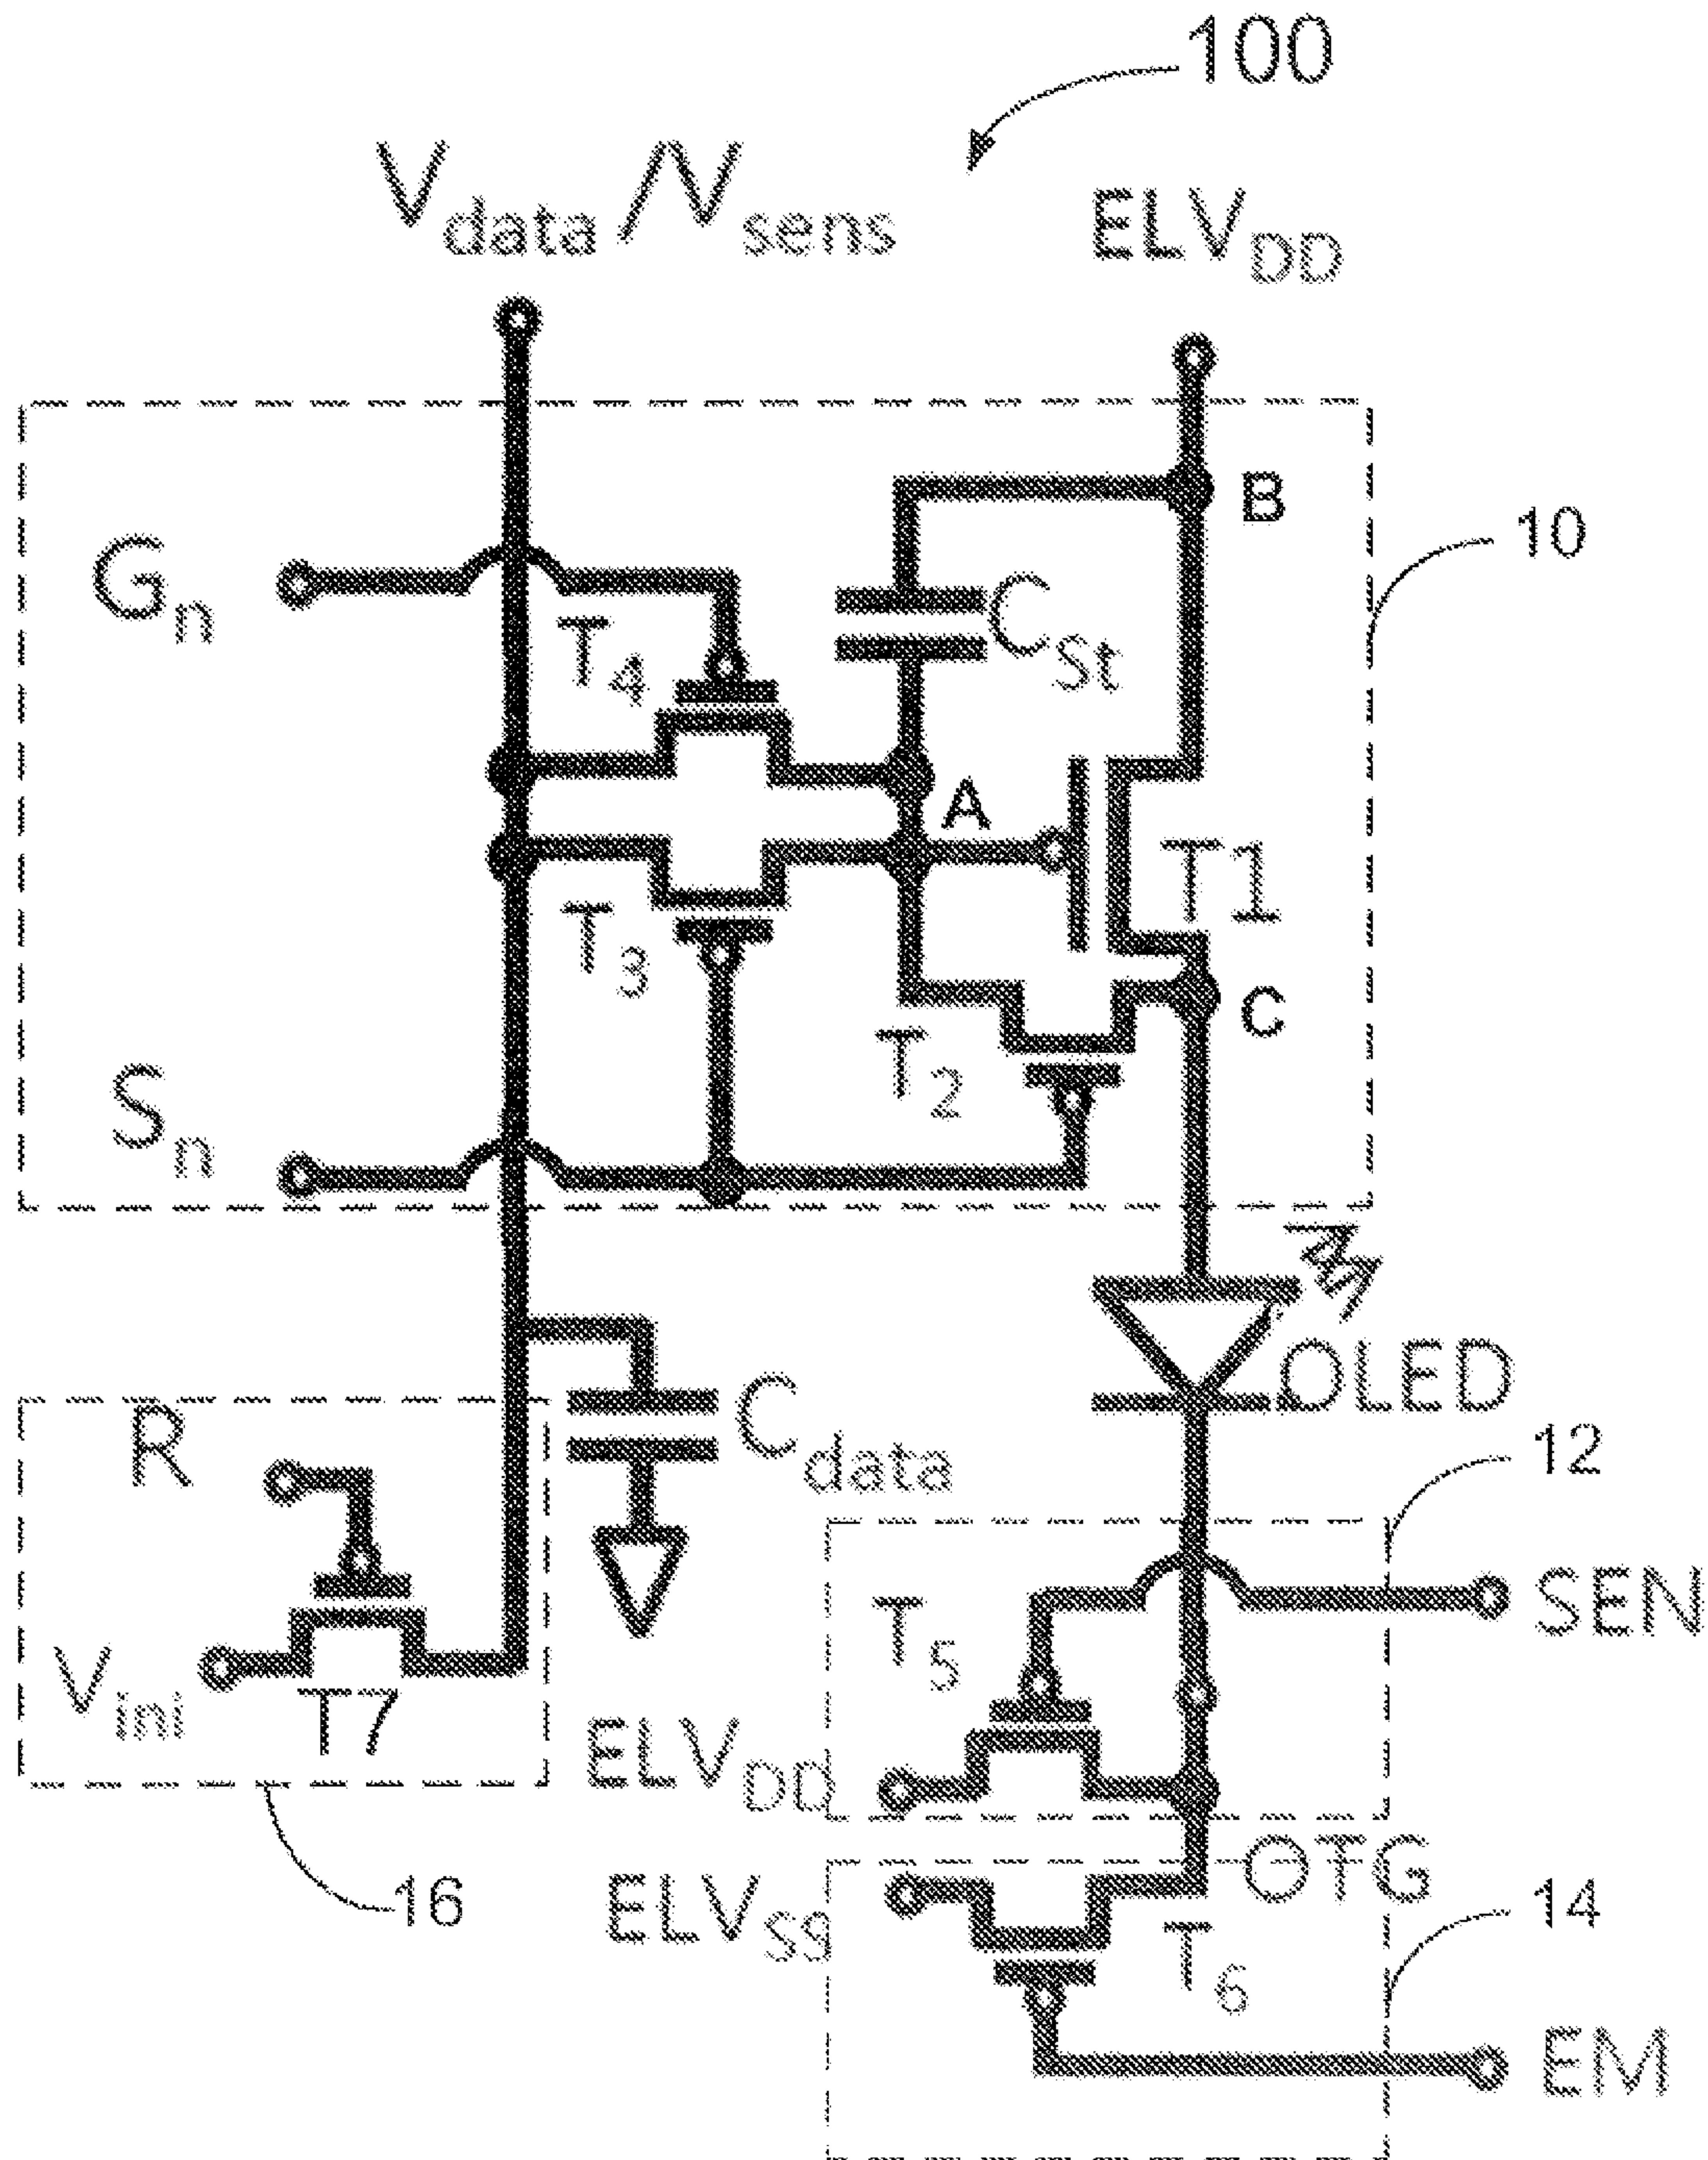 100
Vdata /Vsens
ELVDD
B
10
Gn
T4
CSt
A
T1
T3
C
T2
Sn
OLED
R
Cdata
12
SEN
T5
Vini
T7
ELVDD
OTG
16
ELVSS
14
T6
EM